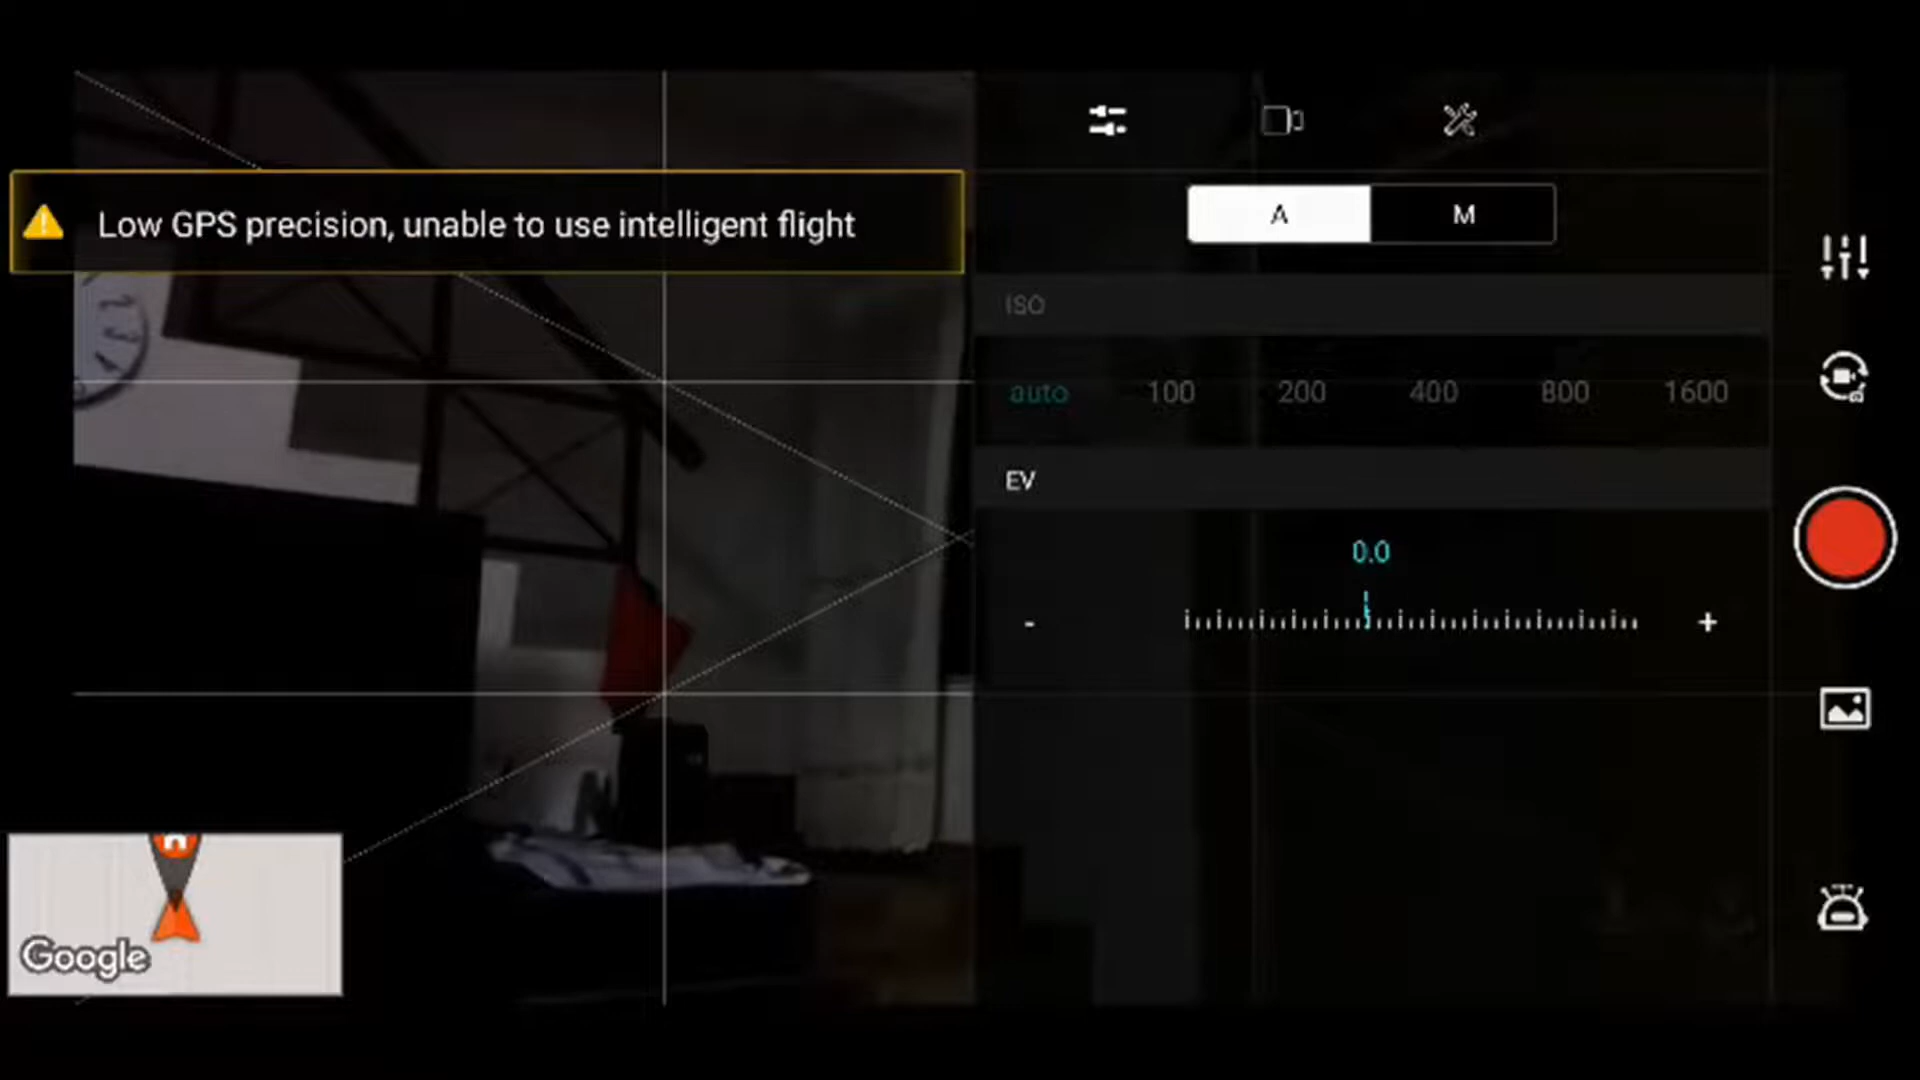 Low GPS precision, unable to use intelligent flight
A
M
ISO
auto 100 200 400 800 1600
EV
0.0
- +
Google